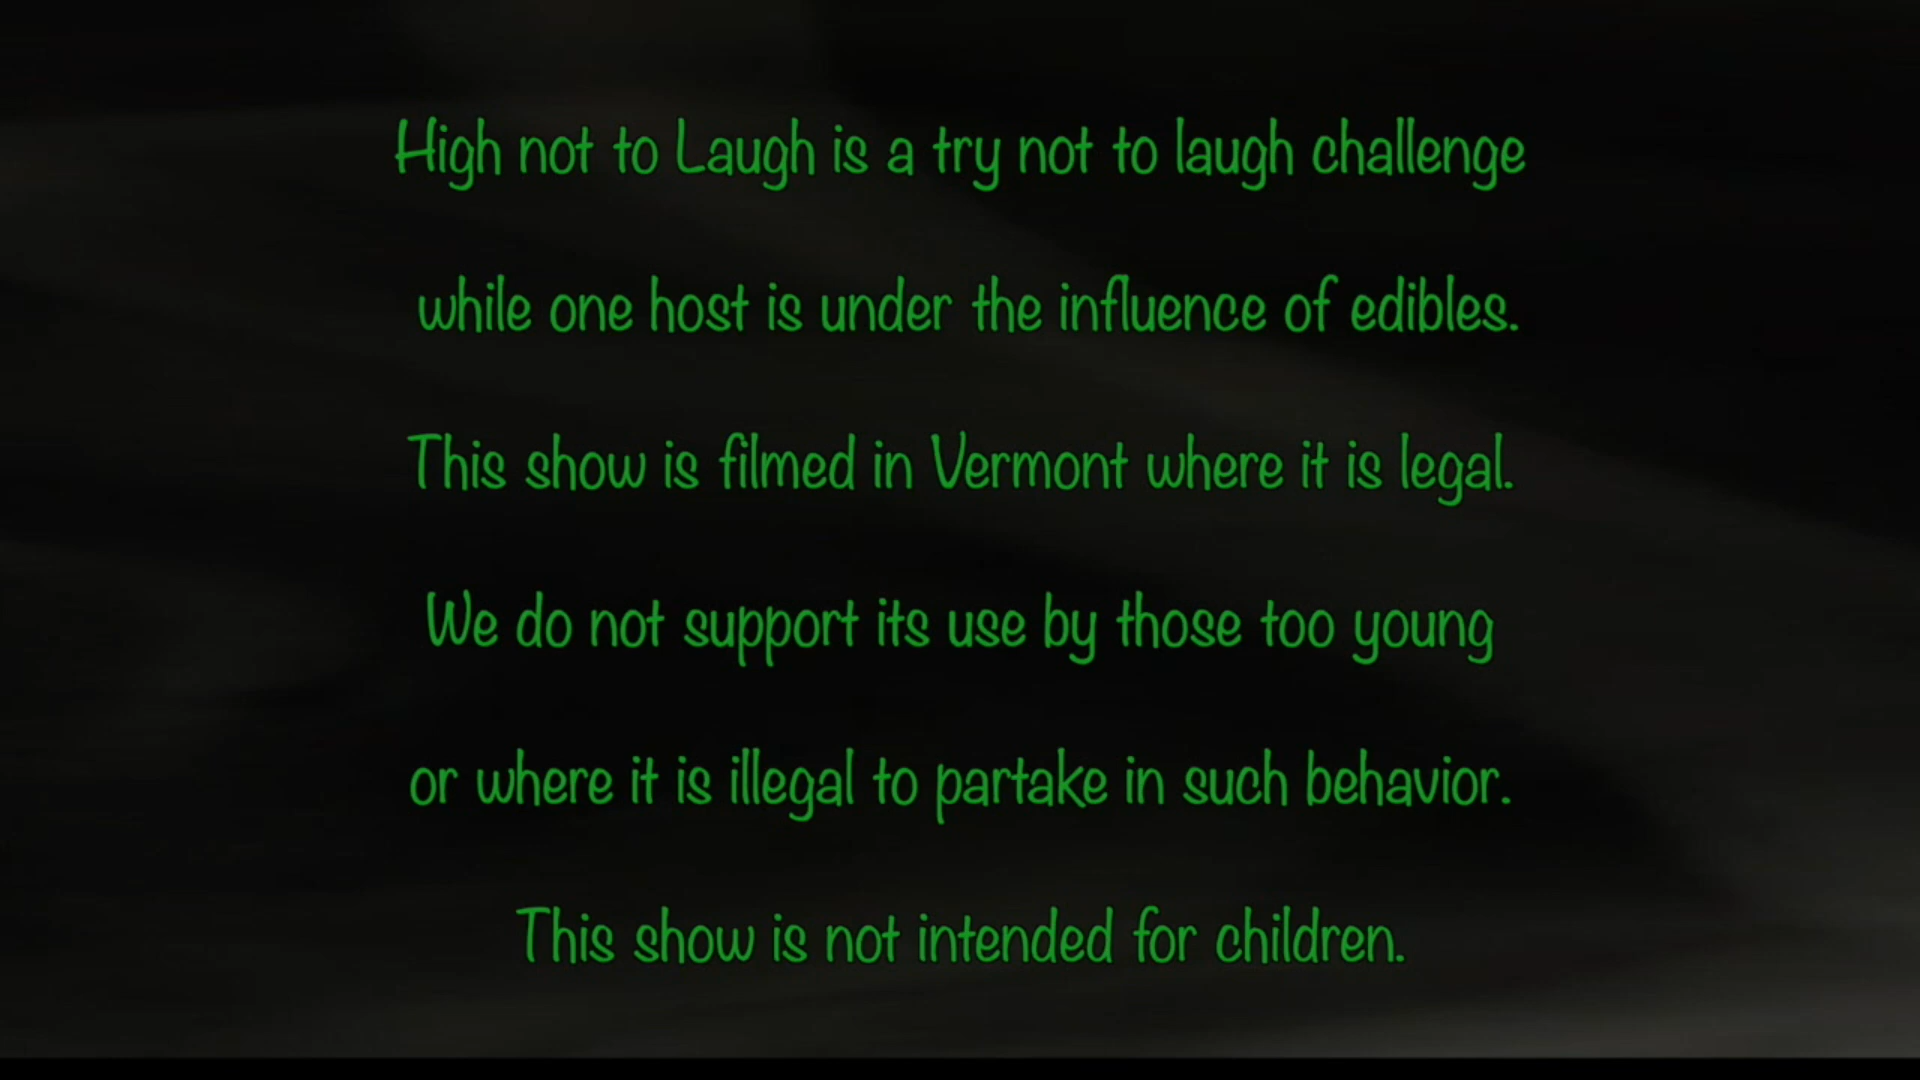 High not to Laugh is a try not to laugh challenge
while one host is under the influence of edibles.
This show is filmed in Vermont where it is legal.
We do not support its use by those too young
or where it is illegal to partake in such behavior.
This show is not intended for children.